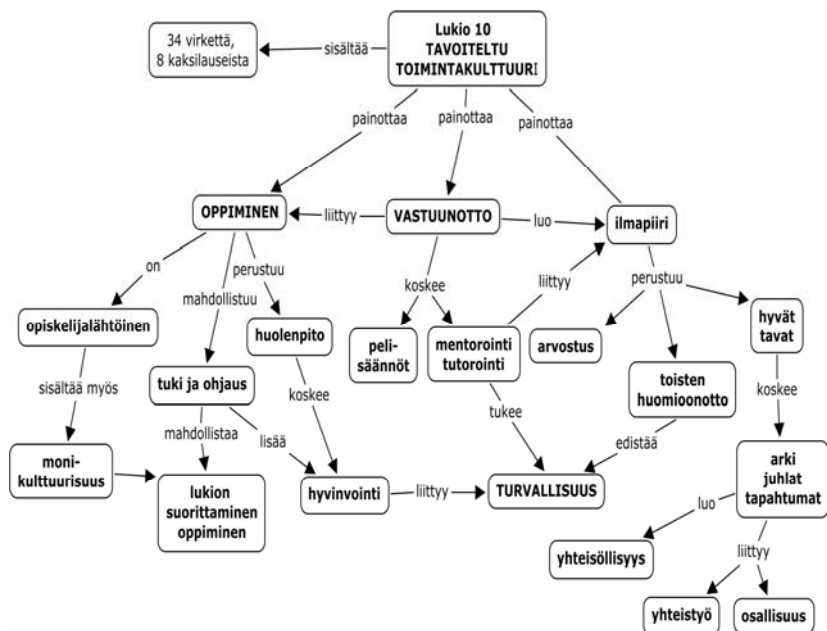 34 virkettä,
8 kaksilauseista
sisältää
Lukio 10
TAVOITELTU
TOIMINTAKULTTUURI
painottaa
painottaa
painottaa
OPPIMINEN
liittyy
VASTUUNOTTO
luo
ilmapiiri
on
mahdollistuu
perustuu
koskee
liittyy
perustuu
opiskelijalähtöinen
huolenpito
peli-
säännöt
mentorointi
tutorointi
arvostus
hyvät
tavat
sisältää myös
tuki ja ohjaus
koskee
tukee
toisten
huomioonotto
koskee
mahdollistaa
lisää
edistää
moni-
kulttuurisuus
lukion
suorittaminen
oppiminen
hyvinvointi
liittyy
TURVALLISUUS
arki
juhlat
tapahtumat
luo
liittyy
yhteisöllisyys
yhteistyö
osallisuus